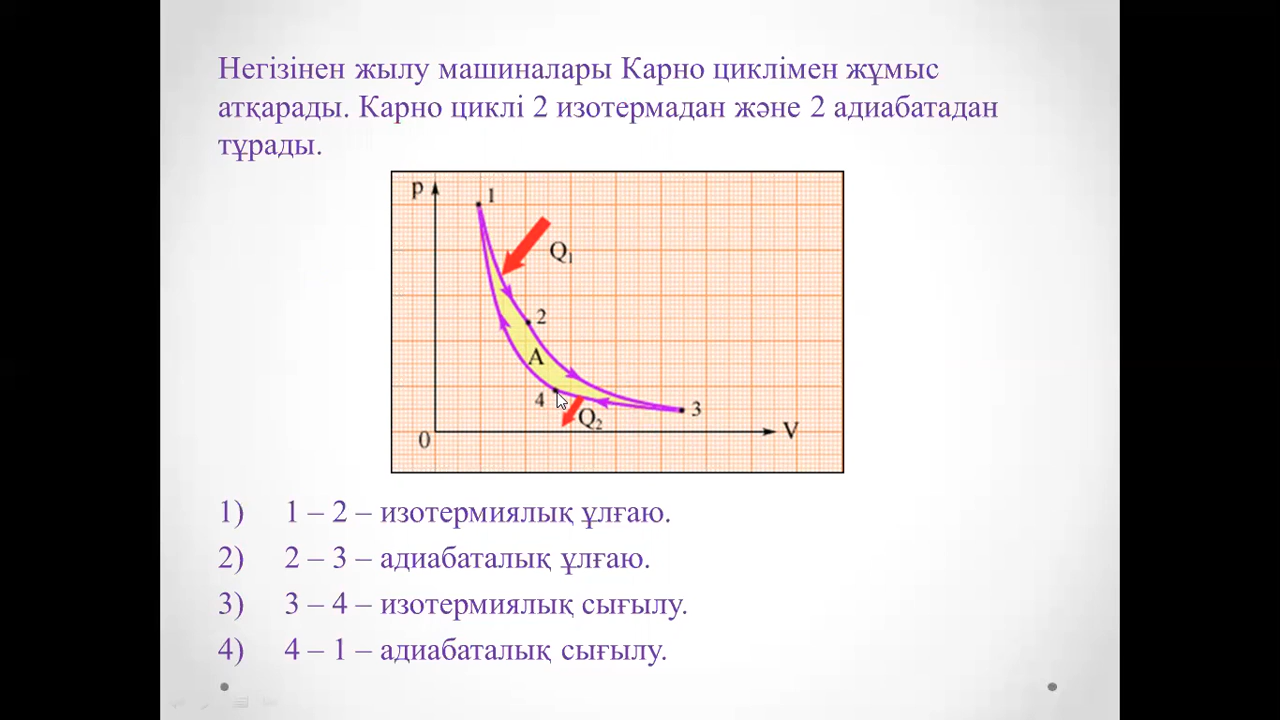 Негізінен жылу машиналары Карно циклімен жұмыс
атқарады. Карно циклі 2 изотермадан және 2 адиабатадан
тұрады.
p
1
Q₁
2
A
4
3
Q₂
0
V
1) 1 – 2 – изотермиялық ұлғаю.
2) 2 – 3 – адиабаталық ұлғаю.
3) 3 – 4 – изотермиялық сығылу.
4) 4 – 1 – адиабаталық сығылу.